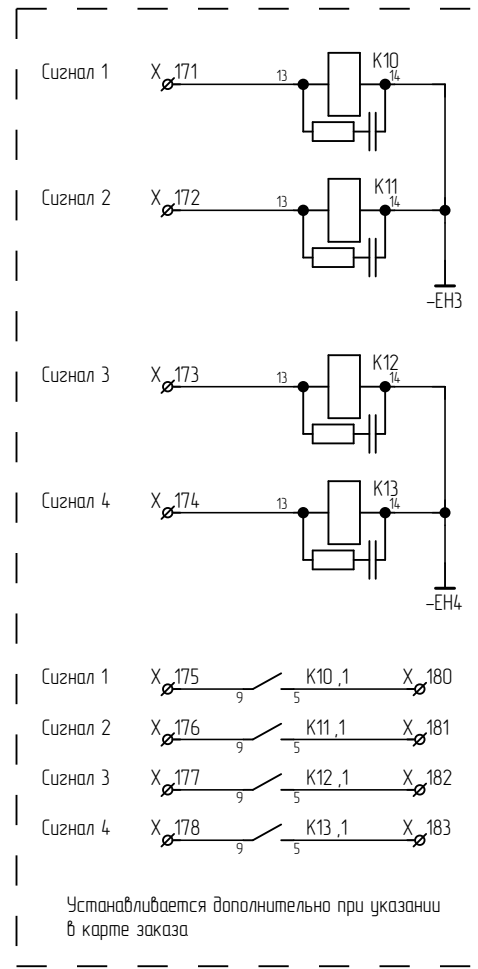 Сигнал 1 X 171 13 K10 14
Сигнал 2 X 172 13 K11 14
-EH3
Сигнал 3 X 173 13 K12 14
Сигнал 4 X 174 13 K13 14
-EH4
Сигнал 1 X 175 9 5 K10 ,1 X 180
Сигнал 2 X 176 9 5 K11 ,1 X 181
Сигнал 3 X 177 9 5 K12 ,1 X 182
Сигнал 4 X 178 9 5 K13 ,1 X 183
Устанавливается дополнительно при указании
в карте заказа